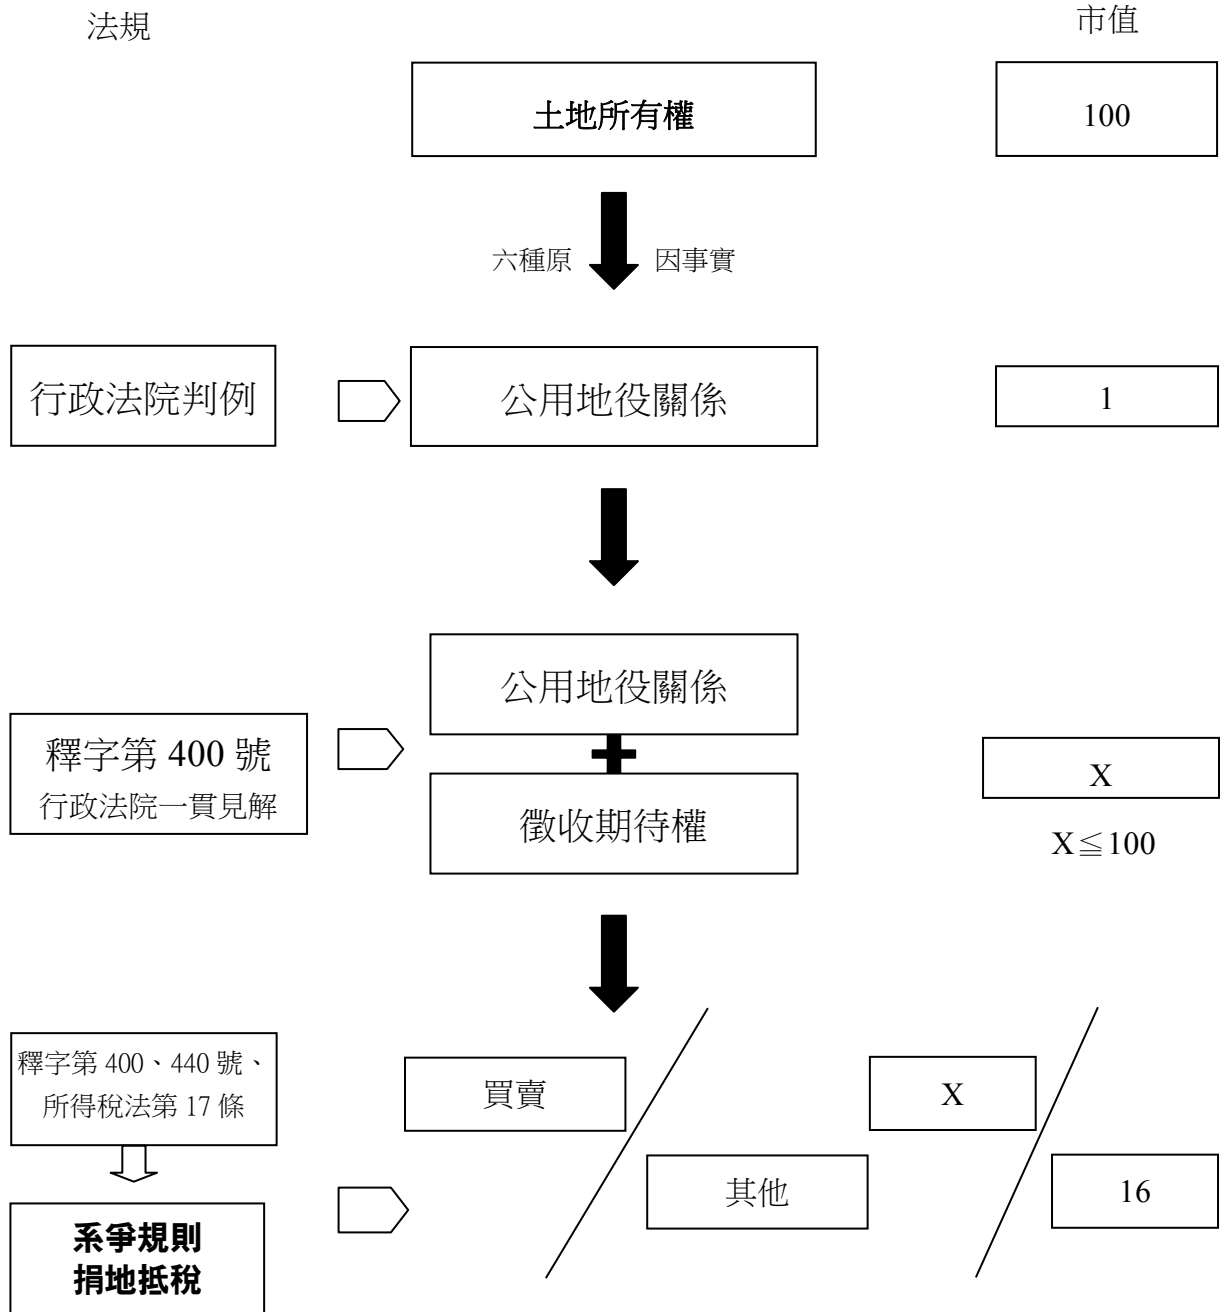 法規
市值
土地所有權
100
六種原 因事實
行政法院判例
公用地役關係
1
公用地役關係
釋字第 400 號
行政法院一貫見解
徵收期待權
X
X≦100
釋字第 400、440 號、
所得稅法第 17 條
買賣
X
其他
16
系爭規則
捐地抵稅